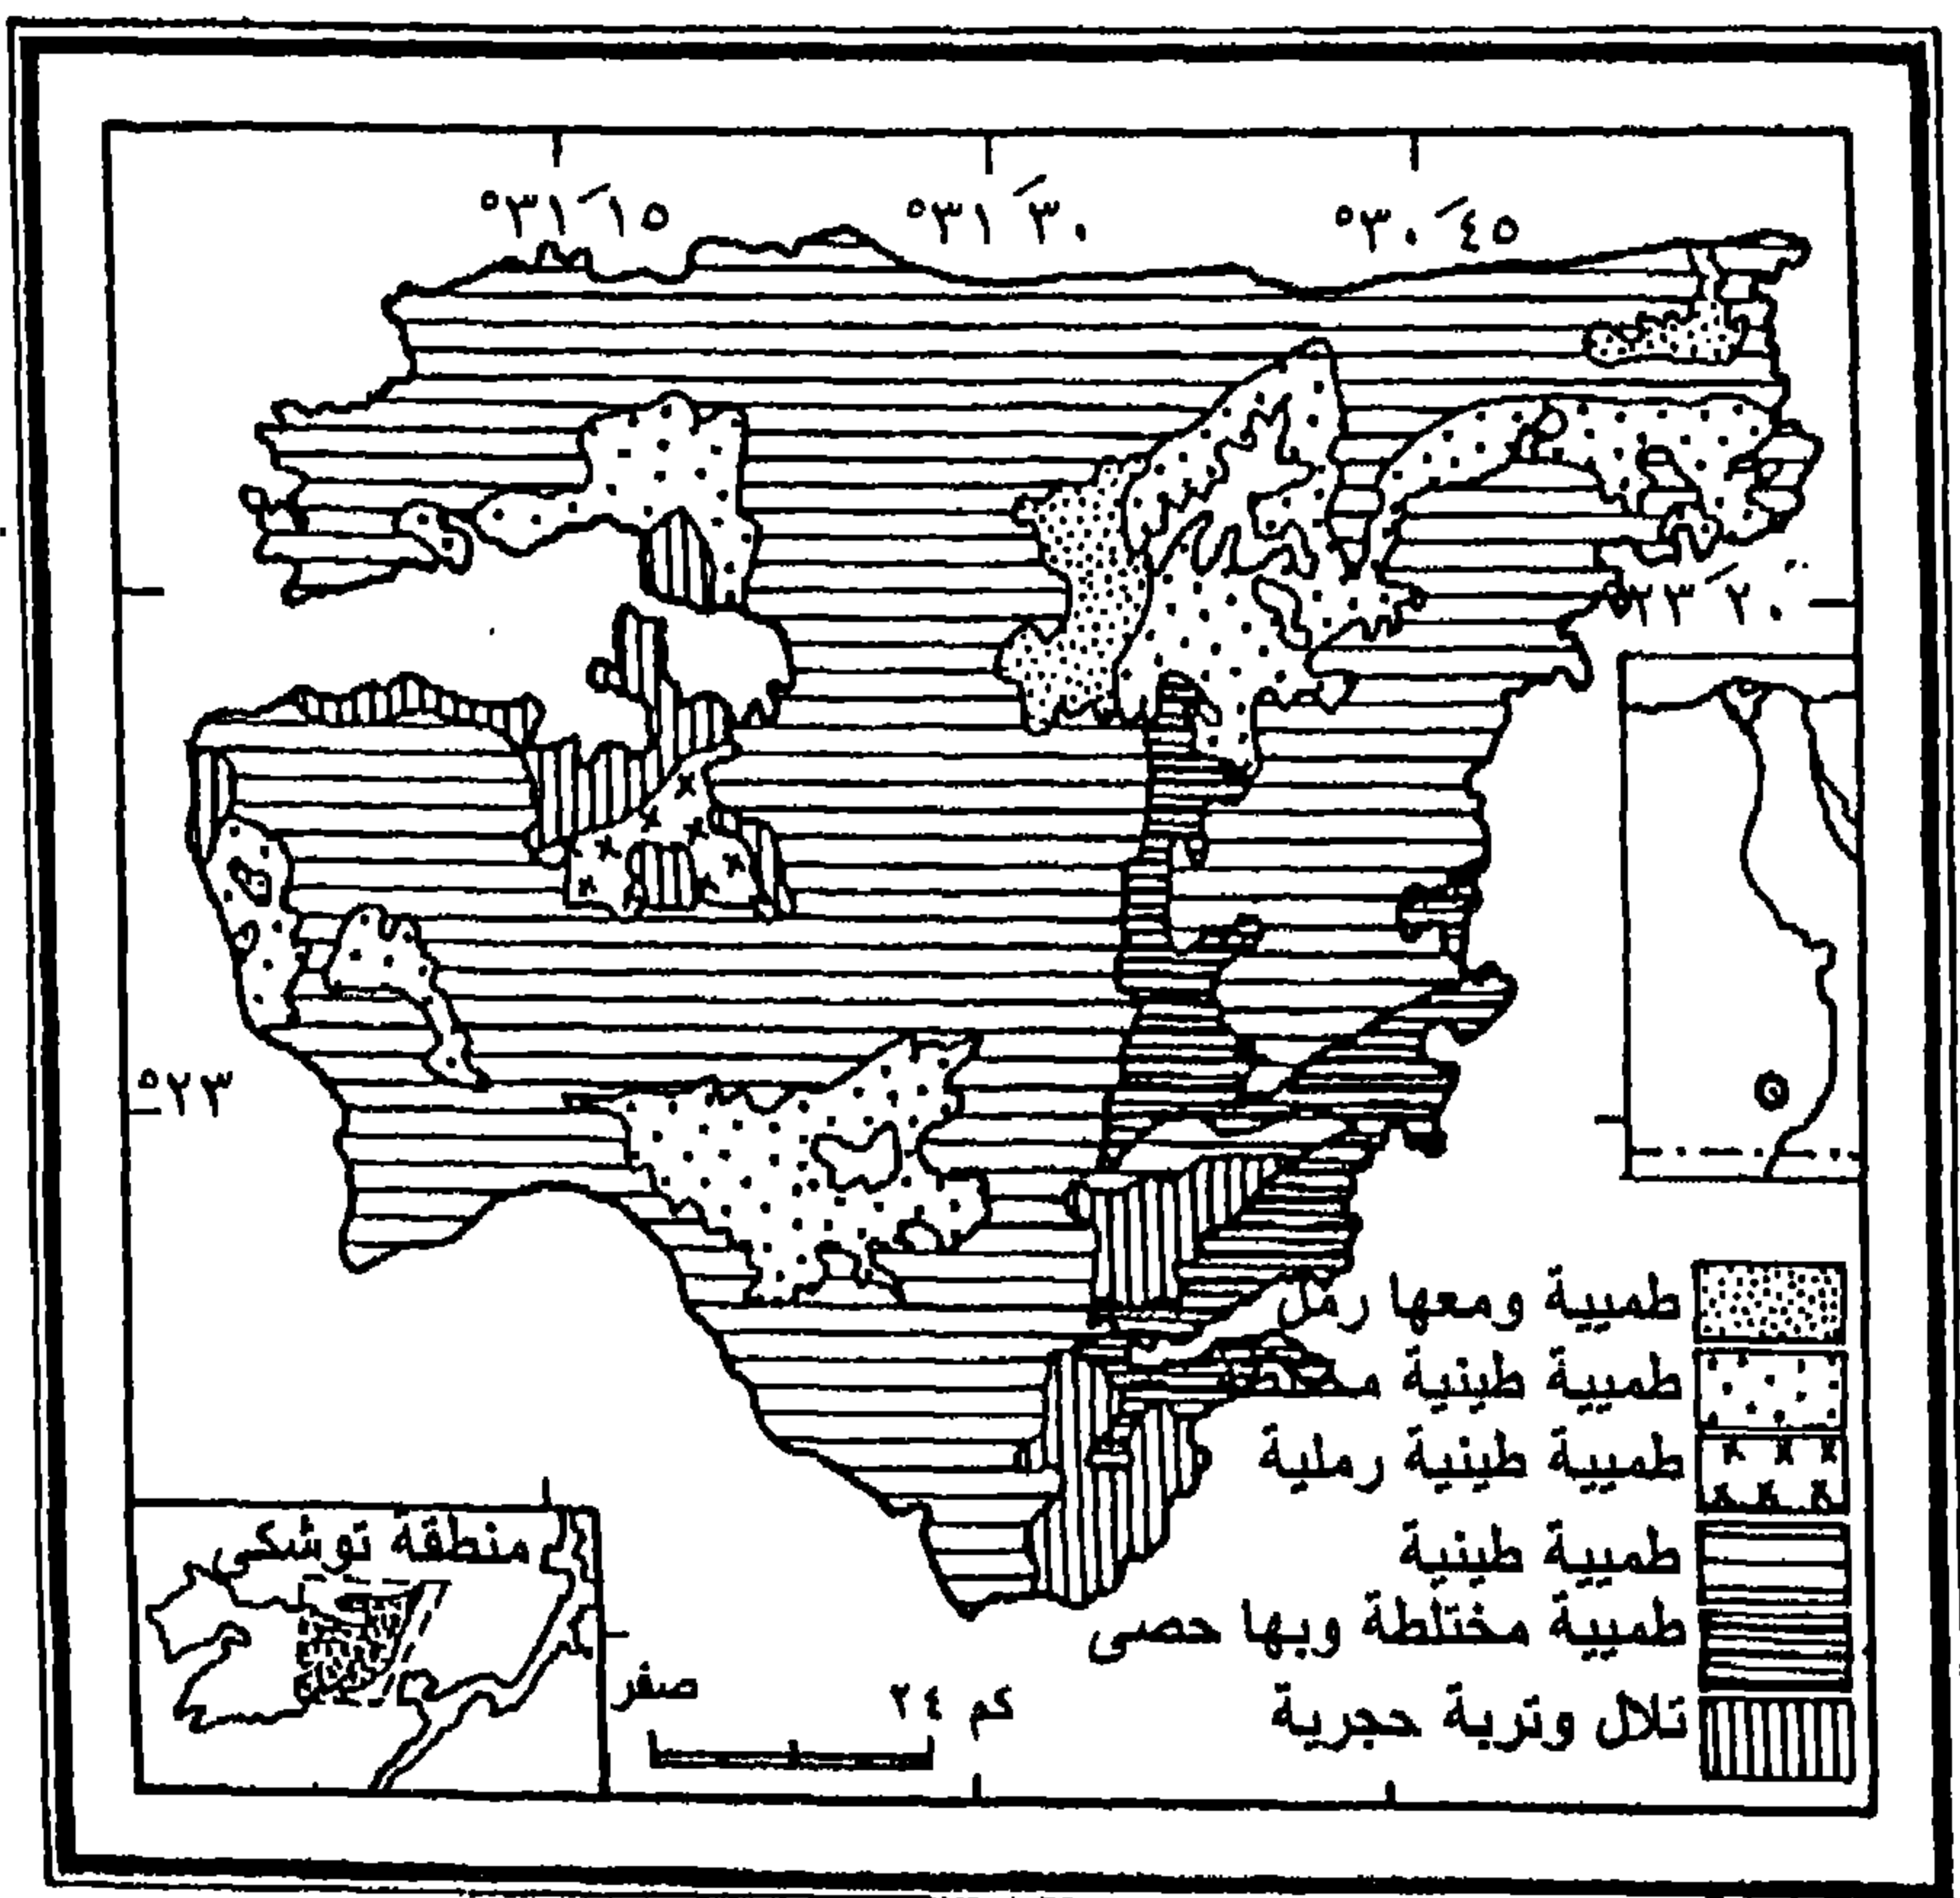 ٣١° ١٥َ
٣١° ٣٠َ
٣٠° ٤٥َ
٢٣° ٢٠َ
٢٣°
طميية ومعها رمل
طميية طينية
طميية طينية رملية
طميية طينية
طميية مختلطة وبها حصى
تلال وتربة حجرية
منطقة توشكى
صفر
٢٤ كم